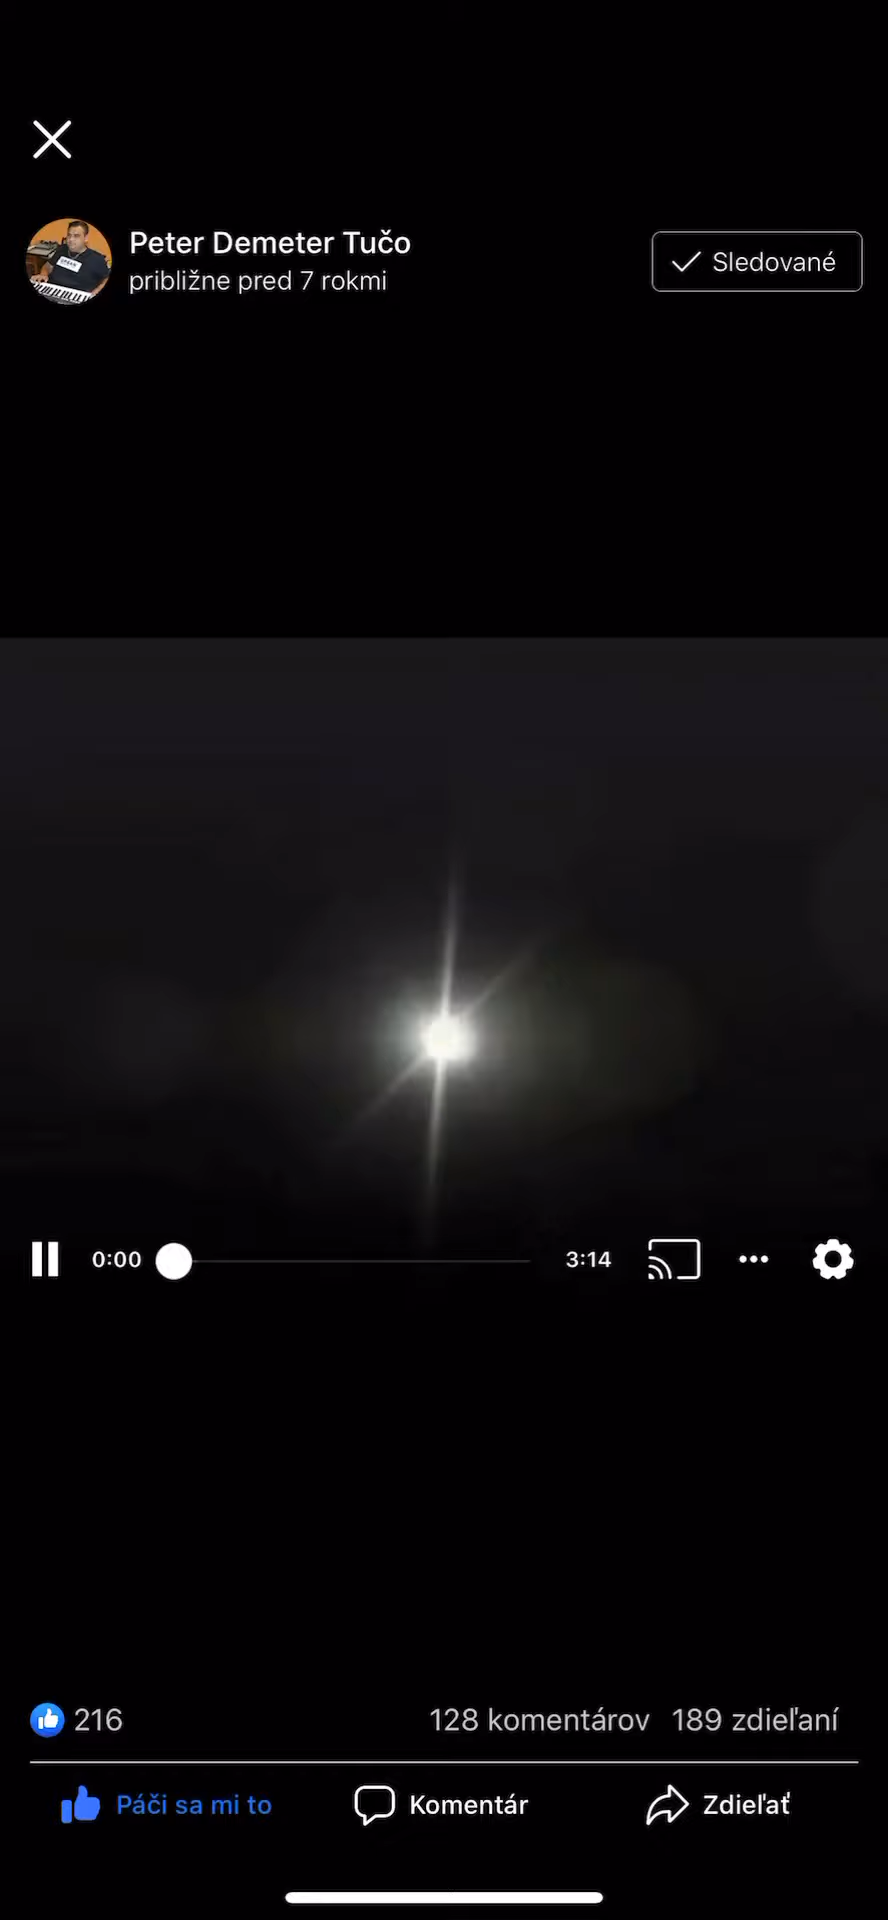 Peter Demeter Tučo
približne pred 7 rokmi
Sledované
0:00
3:14
216
128 komentárov
189 zdieľaní
Páči sa mi to
Komentár
Zdieľať